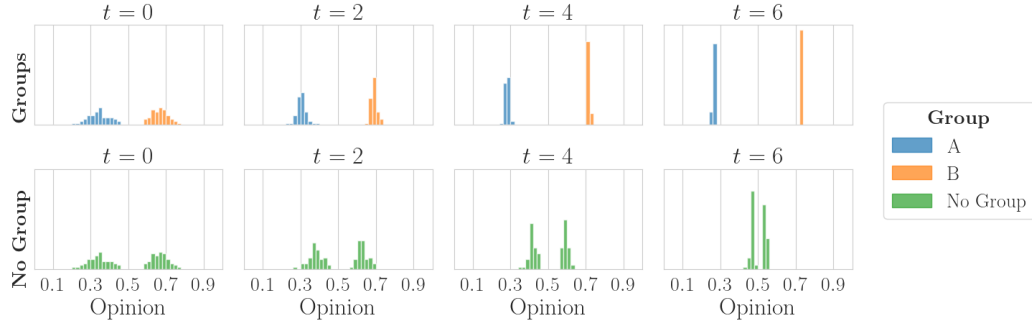 t = 0 t = 2 t = 4 t = 6
Groups
t = 0 t = 2 t = 4 t = 6
No Group
0.1 0.3 0.5 0.7 0.9 0.1 0.3 0.5 0.7 0.9 0.1 0.3 0.5 0.7 0.9 0.1 0.3 0.5 0.7 0.9
Opinion Opinion Opinion Opinion
Group
A
B
No Group